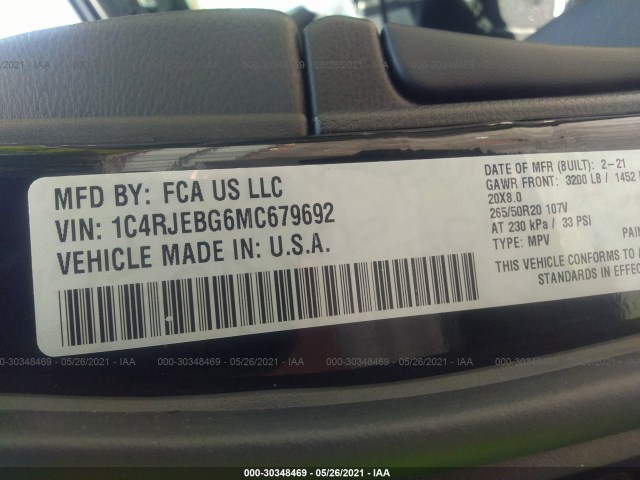 MFD BY: FCA US LLC
VIN: 1C4RJEBG6MC679692
VEHICLE MADE IN: U.S.A.
DATE OF MFR (BUILT): 2-21
GAWR FRONT: 3200 LB / 1452
20X8.0
265/50R20 107V
AT 230 kPa / 33 PSI
TYPE: MPV
THIS VEHICLE CONFORMS TO
STANDARDS IN EFFEC
000-30348469 - 05/26/2021 - IAA